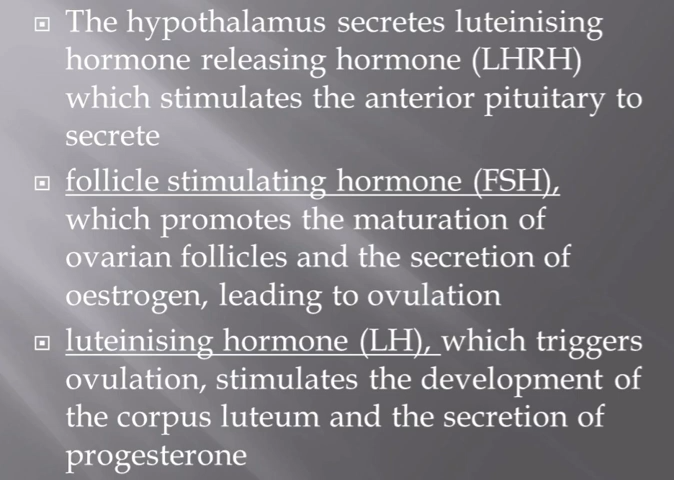 The hypothalamus secretes luteinising
hormone releasing hormone (LHRH)
which stimulates the anterior pituitary to
secrete
follicle stimulating hormone (FSH),
which promotes the maturation of
ovarian follicles and the secretion of
oestrogen, leading to ovulation
luteinising hormone (LH), which triggers
ovulation, stimulates the development of
the corpus luteum and the secretion of
progesterone